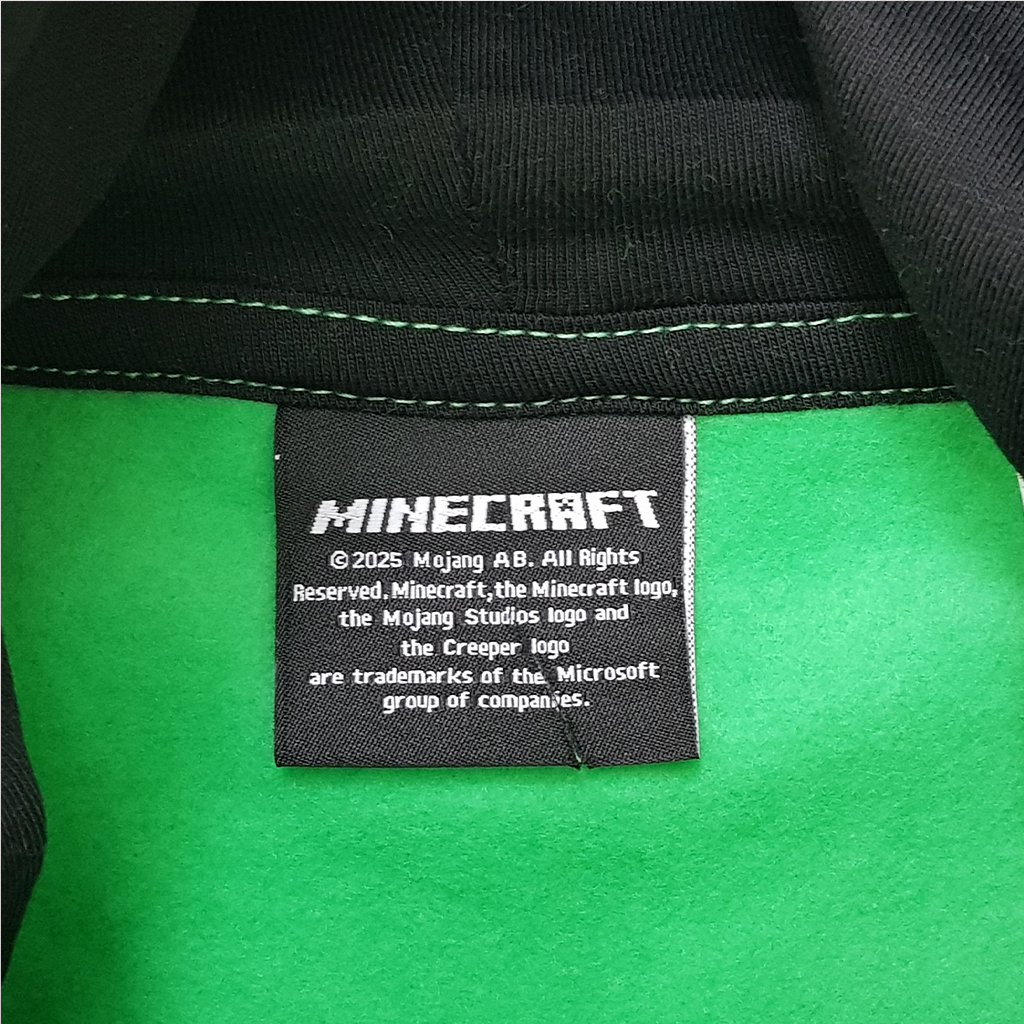 MINECRAFT
© 2025 Mojang AB. All Rights
Reserved. Minecraft, the Minecraft logo,
the Mojang Studios logo and
the Creeper logo
are trademarks of the Microsoft
group of companies.